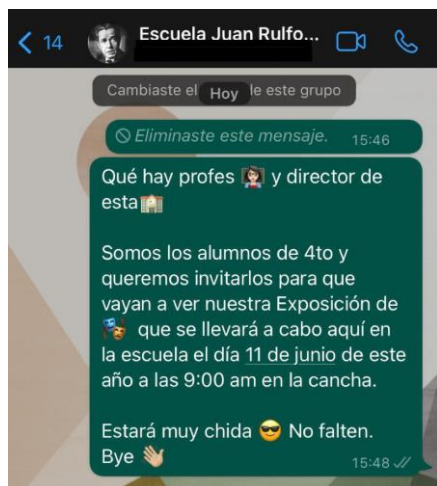 14
Escuela Juan Rulfo...
Cambiaste el
Hoy
le este grupo
Eliminaste este mensaje. 15:46
Qué hay profes 👩🏻‍🏫 y director de
esta🏫
Somos los alumnos de 4to y
queremos invitarlos para que
vayan a ver nuestra Exposición de
🎭 que se llevará a cabo aquí en
la escuela el día 11 de junio de este
año a las 9:00 am en la cancha.
Estará muy chida 😎 No falten.
Bye 👋🏼
15:48